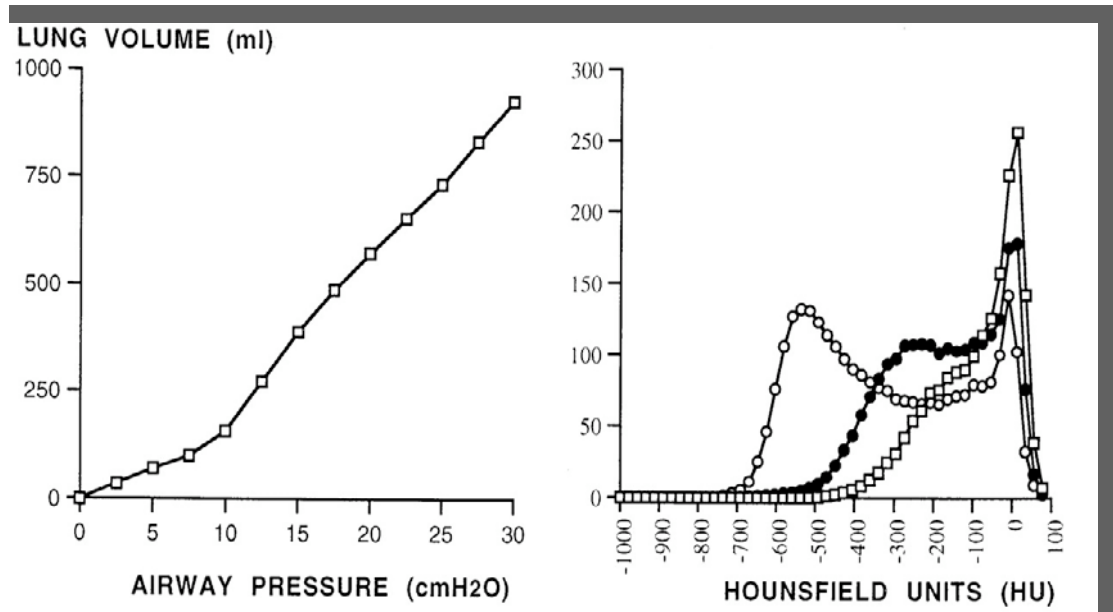 LUNG VOLUME (ml)
1000
750
500
250
0
0 5 10 15 20 25 30
AIRWAY PRESSURE (cmH2O)
300
250
200
150
100
50
0
-1000 -900 -800 -700 -600 -500 -400 -300 -200 -100 0 100
HOUNSFIELD UNITS (HU)